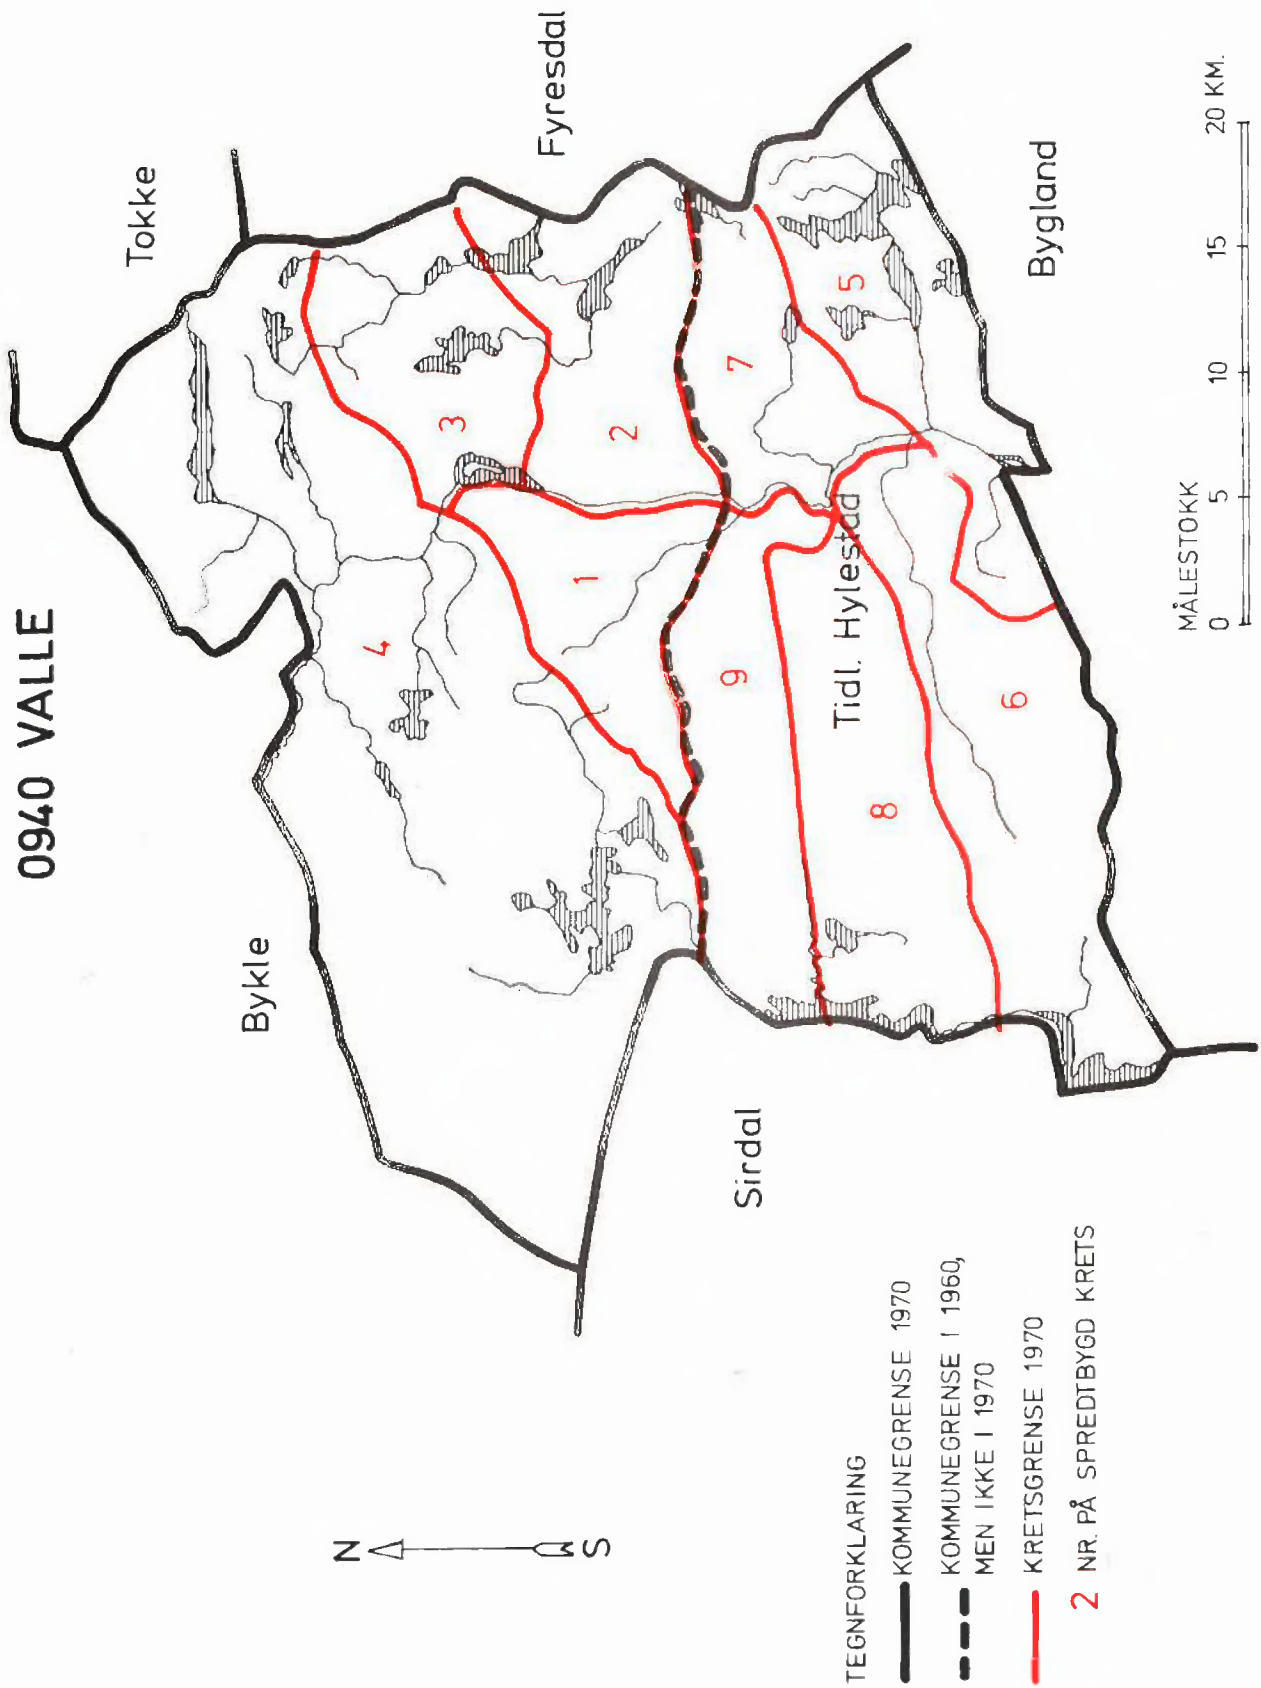 0940 VALLE
Tokke
Bykle
Fyresdal
Sirdal
Bygland
Tidl. Hylestad
1
2
3
4
5
6
7
8
9
N
S
TEGNFORKLARING
KOMMUNEGRENSE 1970
KOMMUNEGRENSE I 1960,
MEN IKKE I 1970
KRETSGRENSE 1970
2 NR. PÅ SPREDTBYGD KRETS
MÅLESTOKK
0 5 10 15 20 KM.